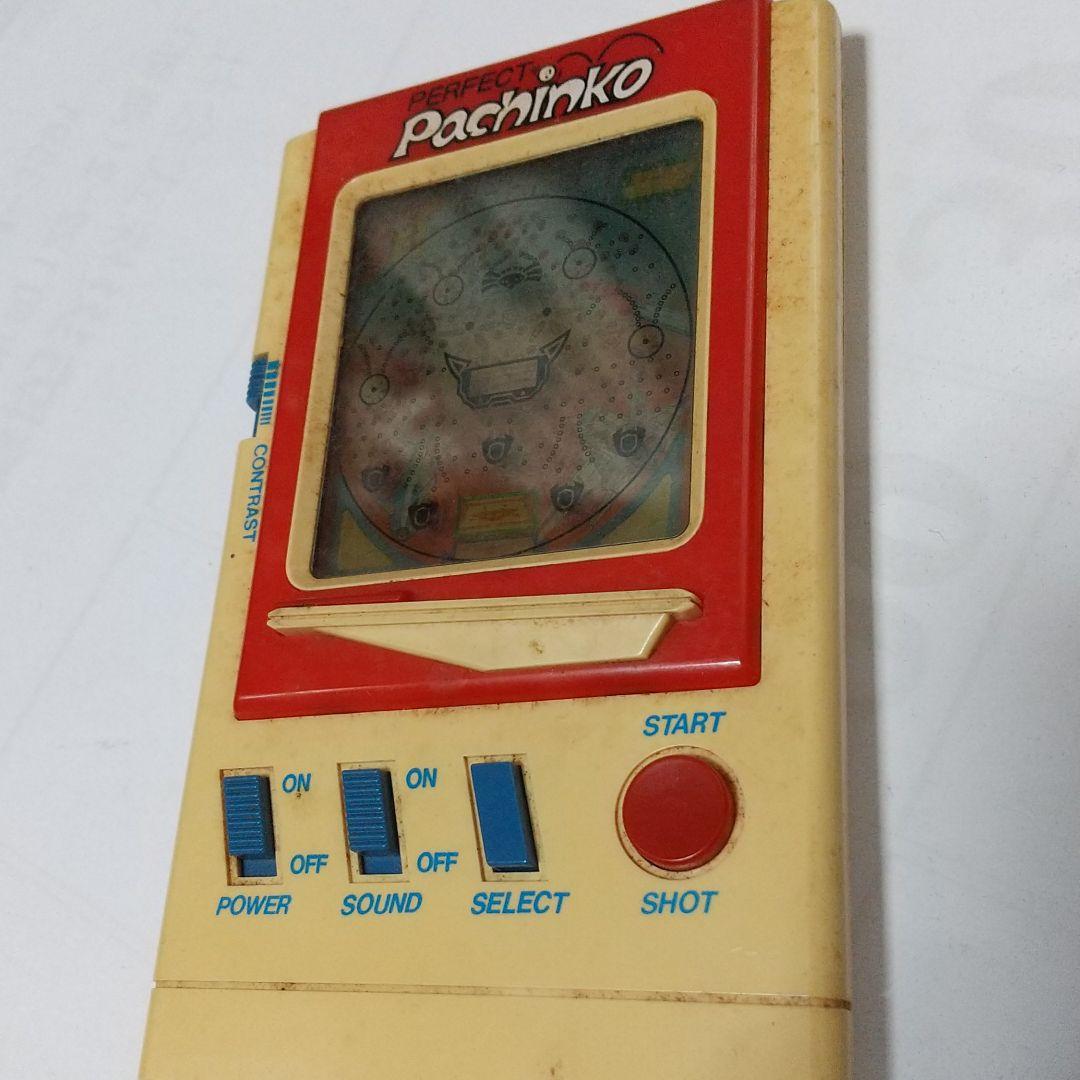 PERFECT
Pachinko
CONTRAST
START
ON
ON
OFF
OFF
POWER
SOUND
SELECT
SHOT